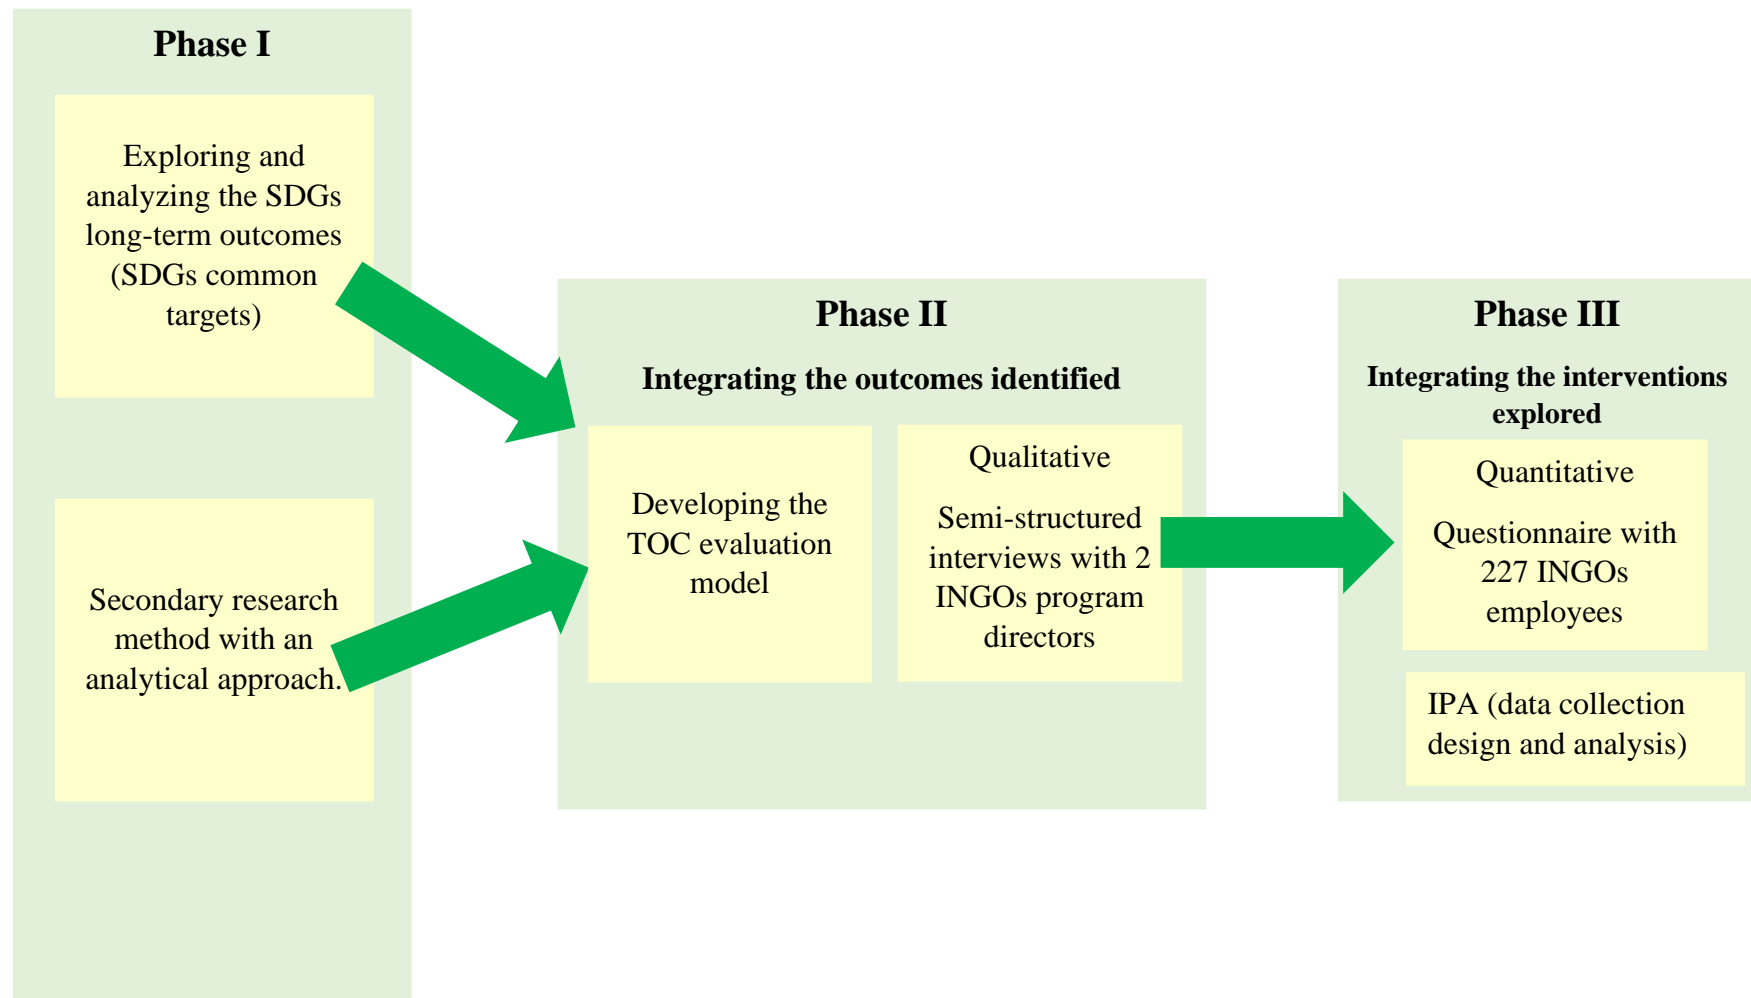 Phase I
Exploring and
analyzing the SDGs
long-term outcomes
(SDGs common
targets)
Secondary research
method with an
analytical approach.
Phase II
Integrating the outcomes identified
Developing the
TOC evaluation
model
Qualitative
Semi-structured
interviews with 2
INGOs program
directors
Phase III
Integrating the interventions
explored
Quantitative
Questionnaire with
227 INGOs
employees
IPA (data collection
design and analysis)